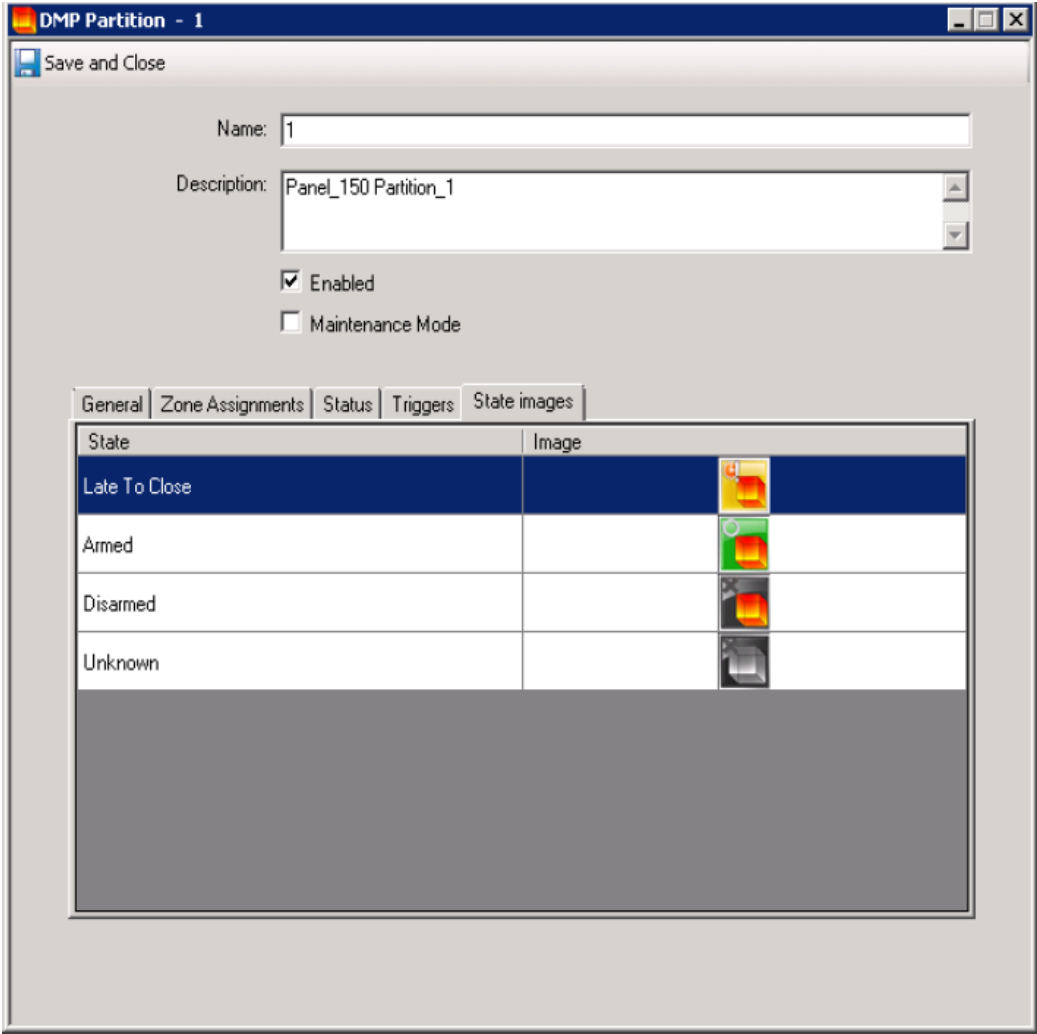 DMP Partition - 1
Save and Close
Name: 1
Description: Panel_150 Partition_1
Enabled
Maintenance Mode
General Zone Assignments Status Triggers State images
State Image
Late To Close
Armed
Disarmed
Unknown